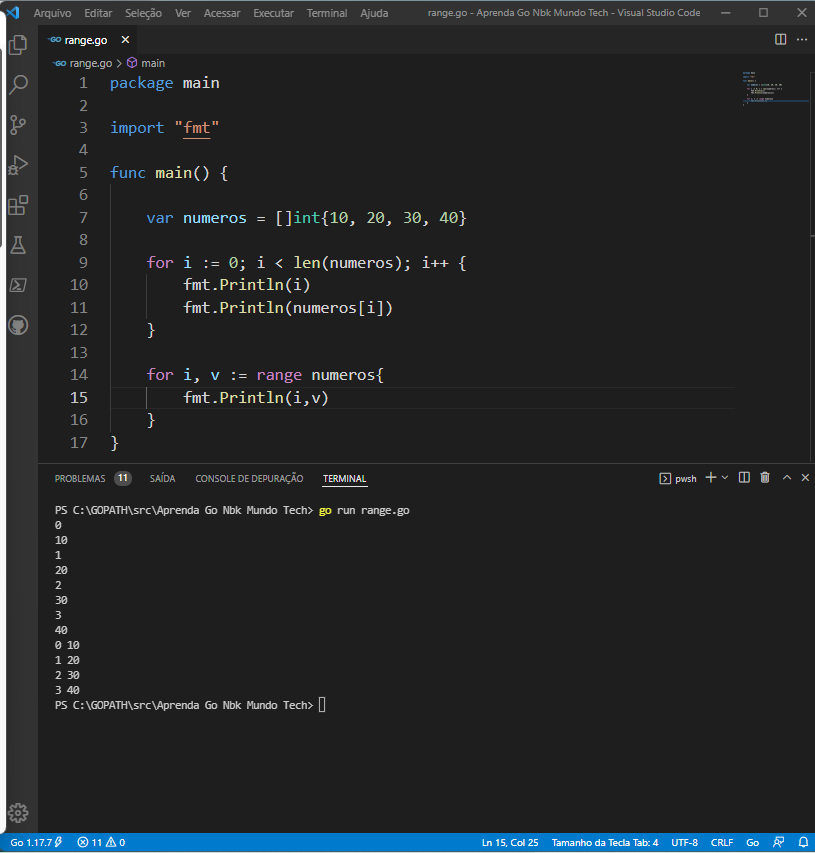 Arquivo Editar Seleção Ver Acessar Executar Terminal Ajuda range.go - Aprenda Go Nbk Mundo Tech - Visual Studio Code
GO range.go
GO range.go > main
1 package main
2
3 import "fmt"
4
5 func main() {
6
7 var numeros = []int{10, 20, 30, 40}
8
9 for i := 0; i < len(numeros); i++ {
10 fmt.Println(i)
11 fmt.Println(numeros[i])
12 }
13
14 for i, v := range numeros{
15 fmt.Println(i,v)
16 }
17 }
PROBLEMAS 11 SAÍDA CONSOLE DE DEPURAÇÃO TERMINAL pwsh
PS C:\GOPATH\src\Aprenda Go Nbk Mundo Tech> go run range.go
0
10
1
20
2
30
3
40
0 10
1 20
2 30
3 40
PS C:\GOPATH\src\Aprenda Go Nbk Mundo Tech>
Go 1.17.7 11 0 Ln 15, Col 25 Tamanho da Tecla Tab: 4 UTF-8 CRLF Go